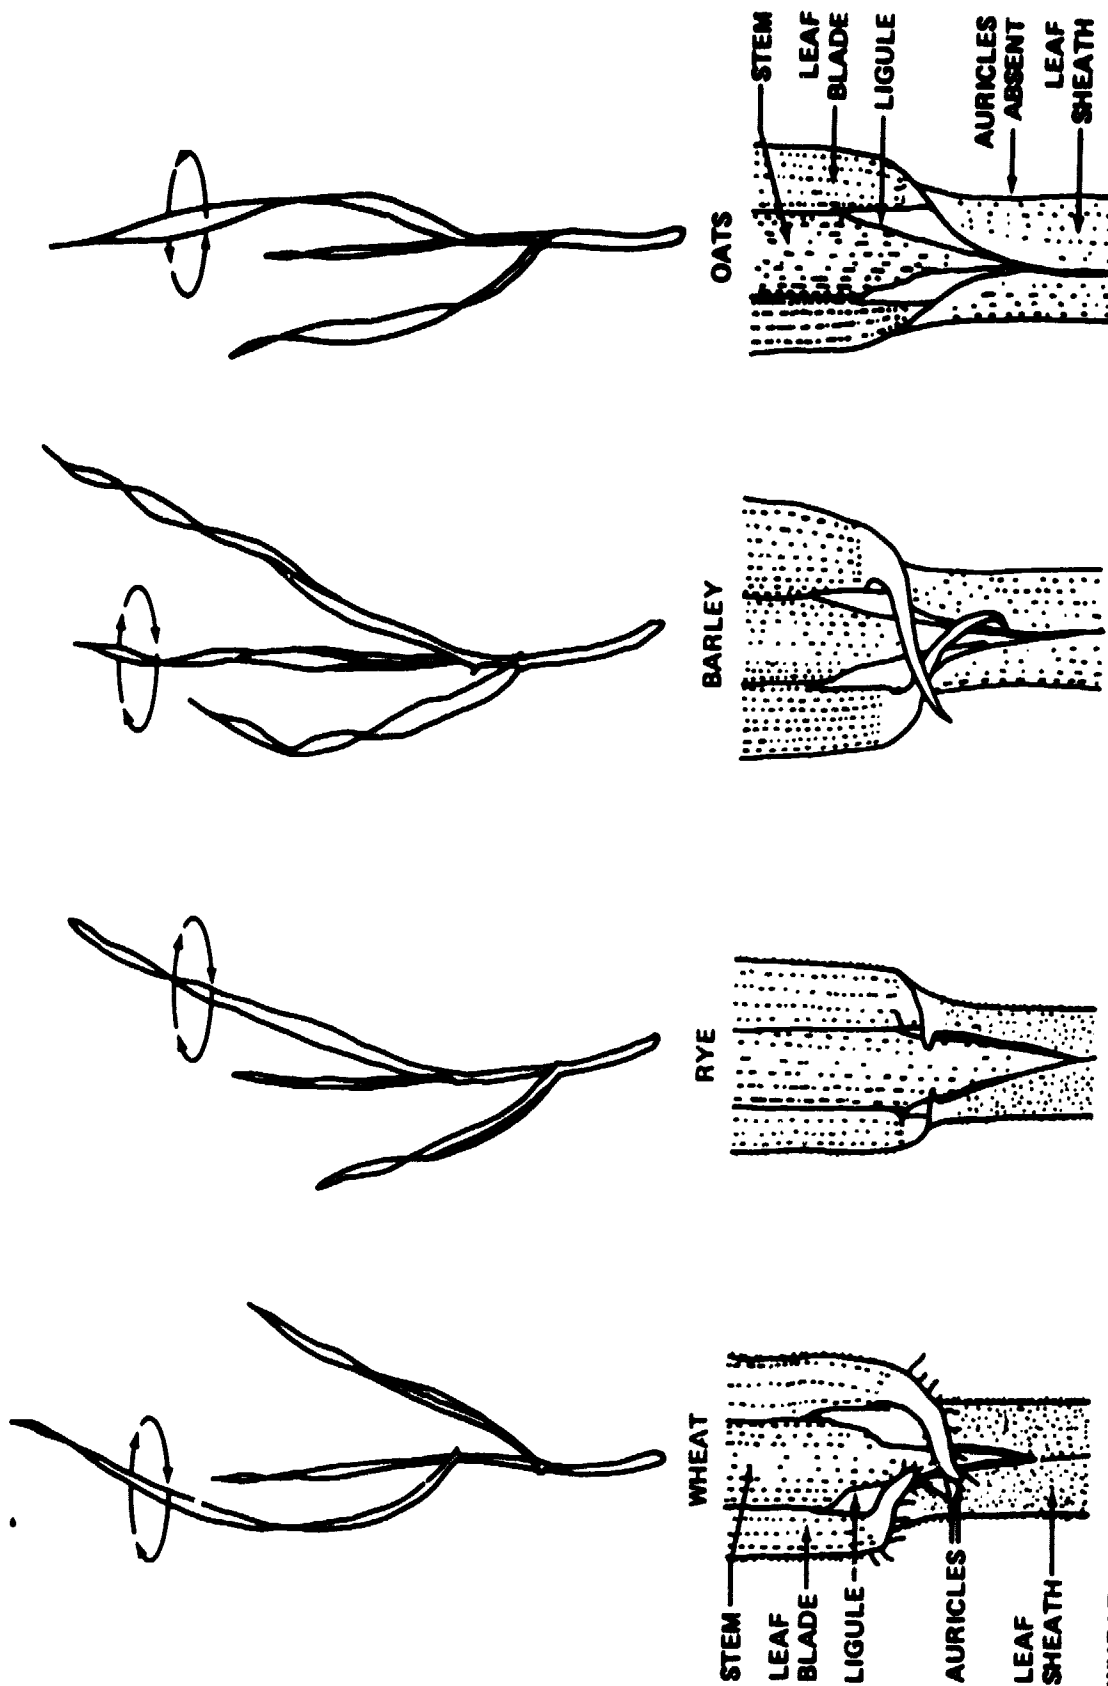 WHEAT
RYE
BARLEY
OATS
STEM
LEAF
BLADE
LIGULE
AURICLES
LEAF
SHEATH
STEM
LEAF
BLADE
LIGULE
AURICLES
ABSENT
LEAF
SHEATH